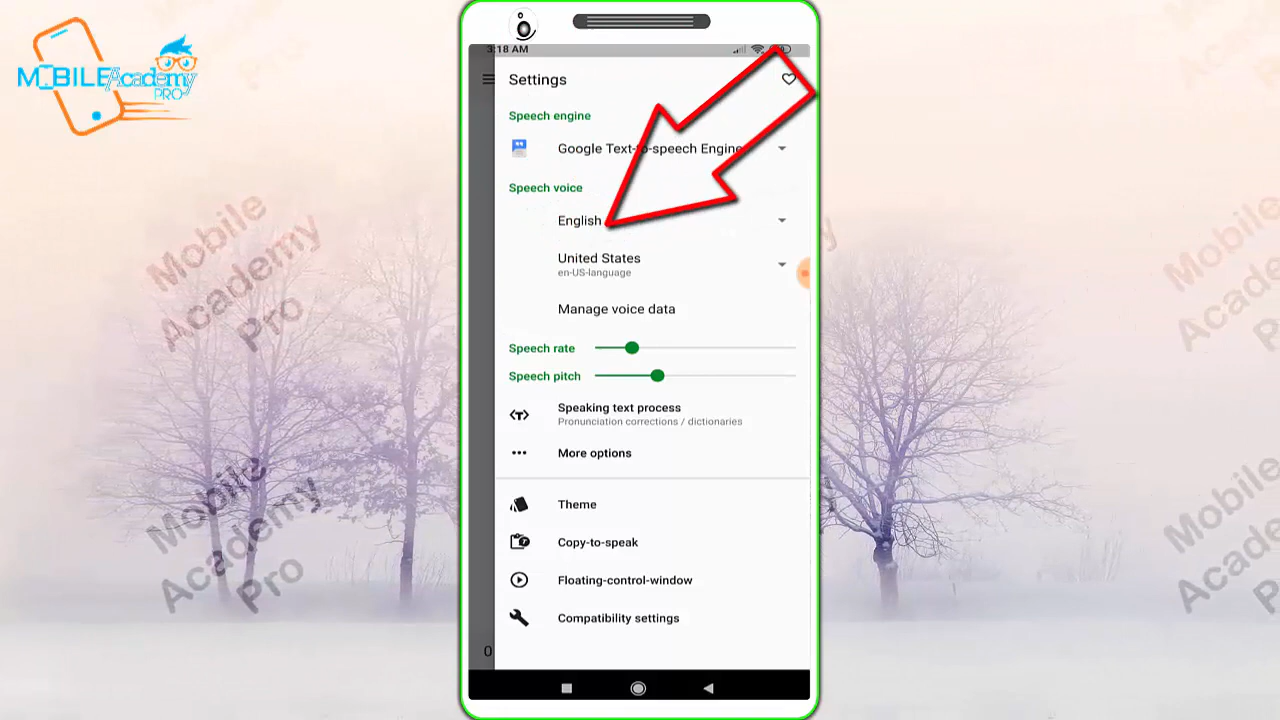 MOBILE Academy
PRO
3:18 AM
Settings
Speech engine
Google Text-to-speech Engine
Speech voice
English
United States
en-US-language
Manage voice data
Speech rate
Speech pitch
Speaking text process
Pronunciation corrections / dictionaries
More options
Theme
Copy-to-speak
Floating-control-window
Compatibility settings
0
Mobile
Academy
Pro
Mobile
Academy
Pro
Mobile
Academy
Pro
Mobile
Academy
Pro